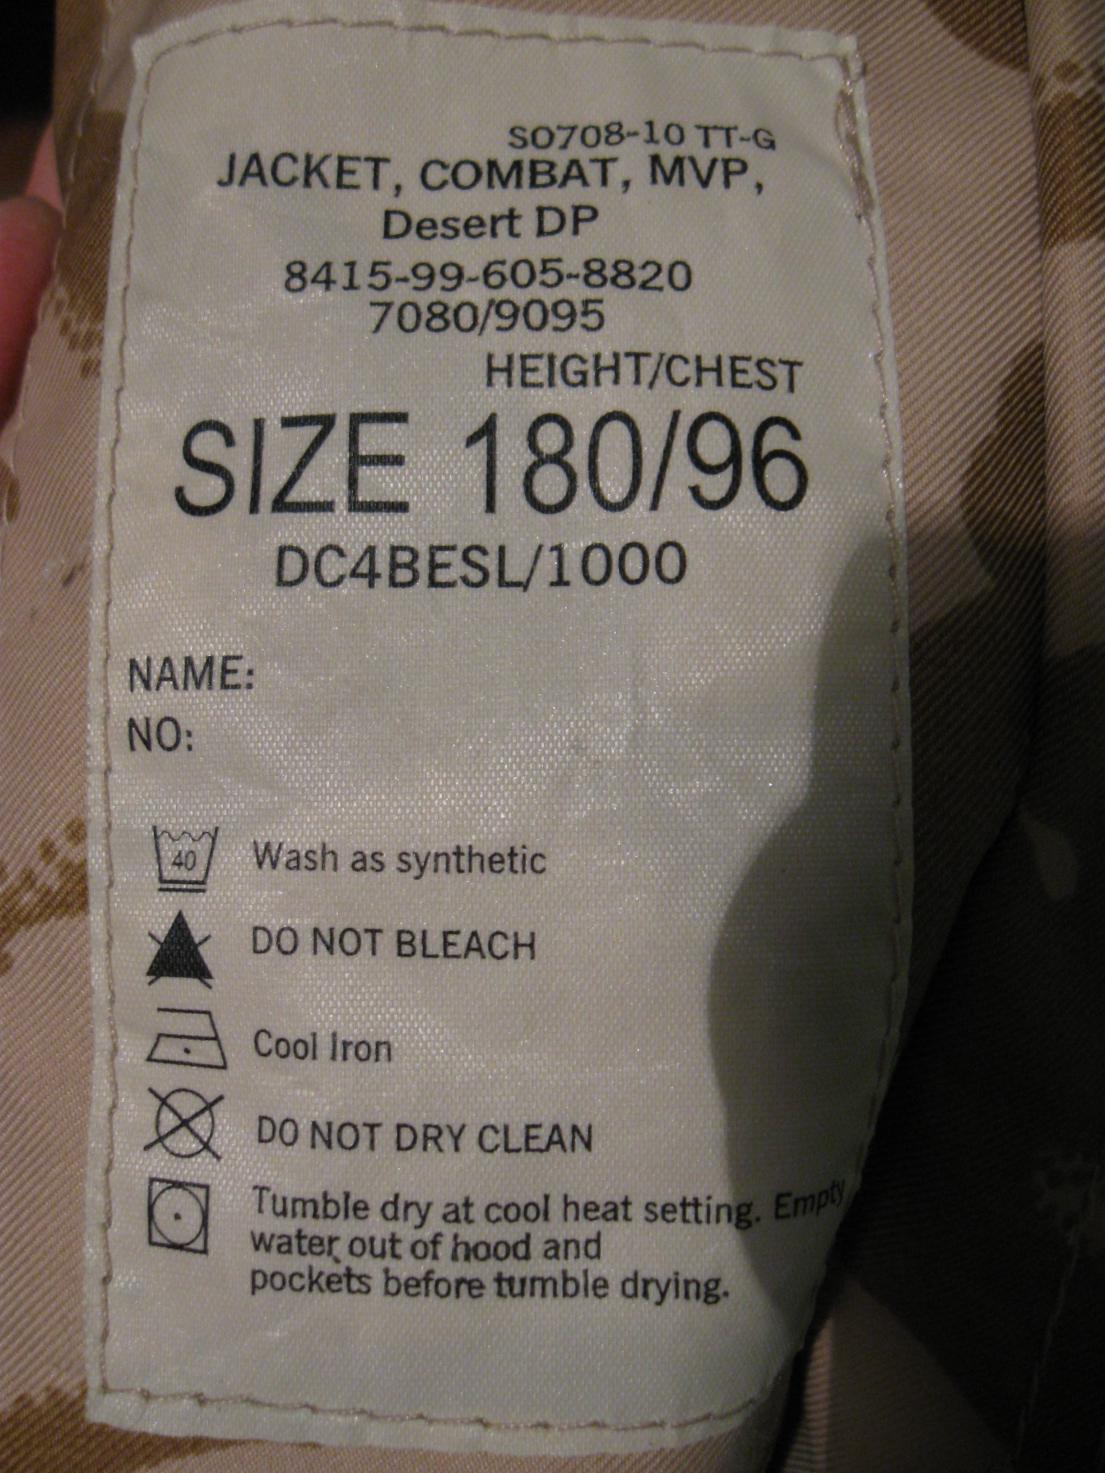 SO708-10 TT-G
JACKET, COMBAT, MVP,
Desert DP
8415-99-605-8820
7080/9095
HEIGHT/CHEST
SIZE 180/96
DC4BESL/1000
NAME:
NO:
40 Wash as synthetic
DO NOT BLEACH
Cool Iron
DO NOT DRY CLEAN
Tumble dry at cool heat setting. Empty
water out of hood and
pockets before tumble drying.